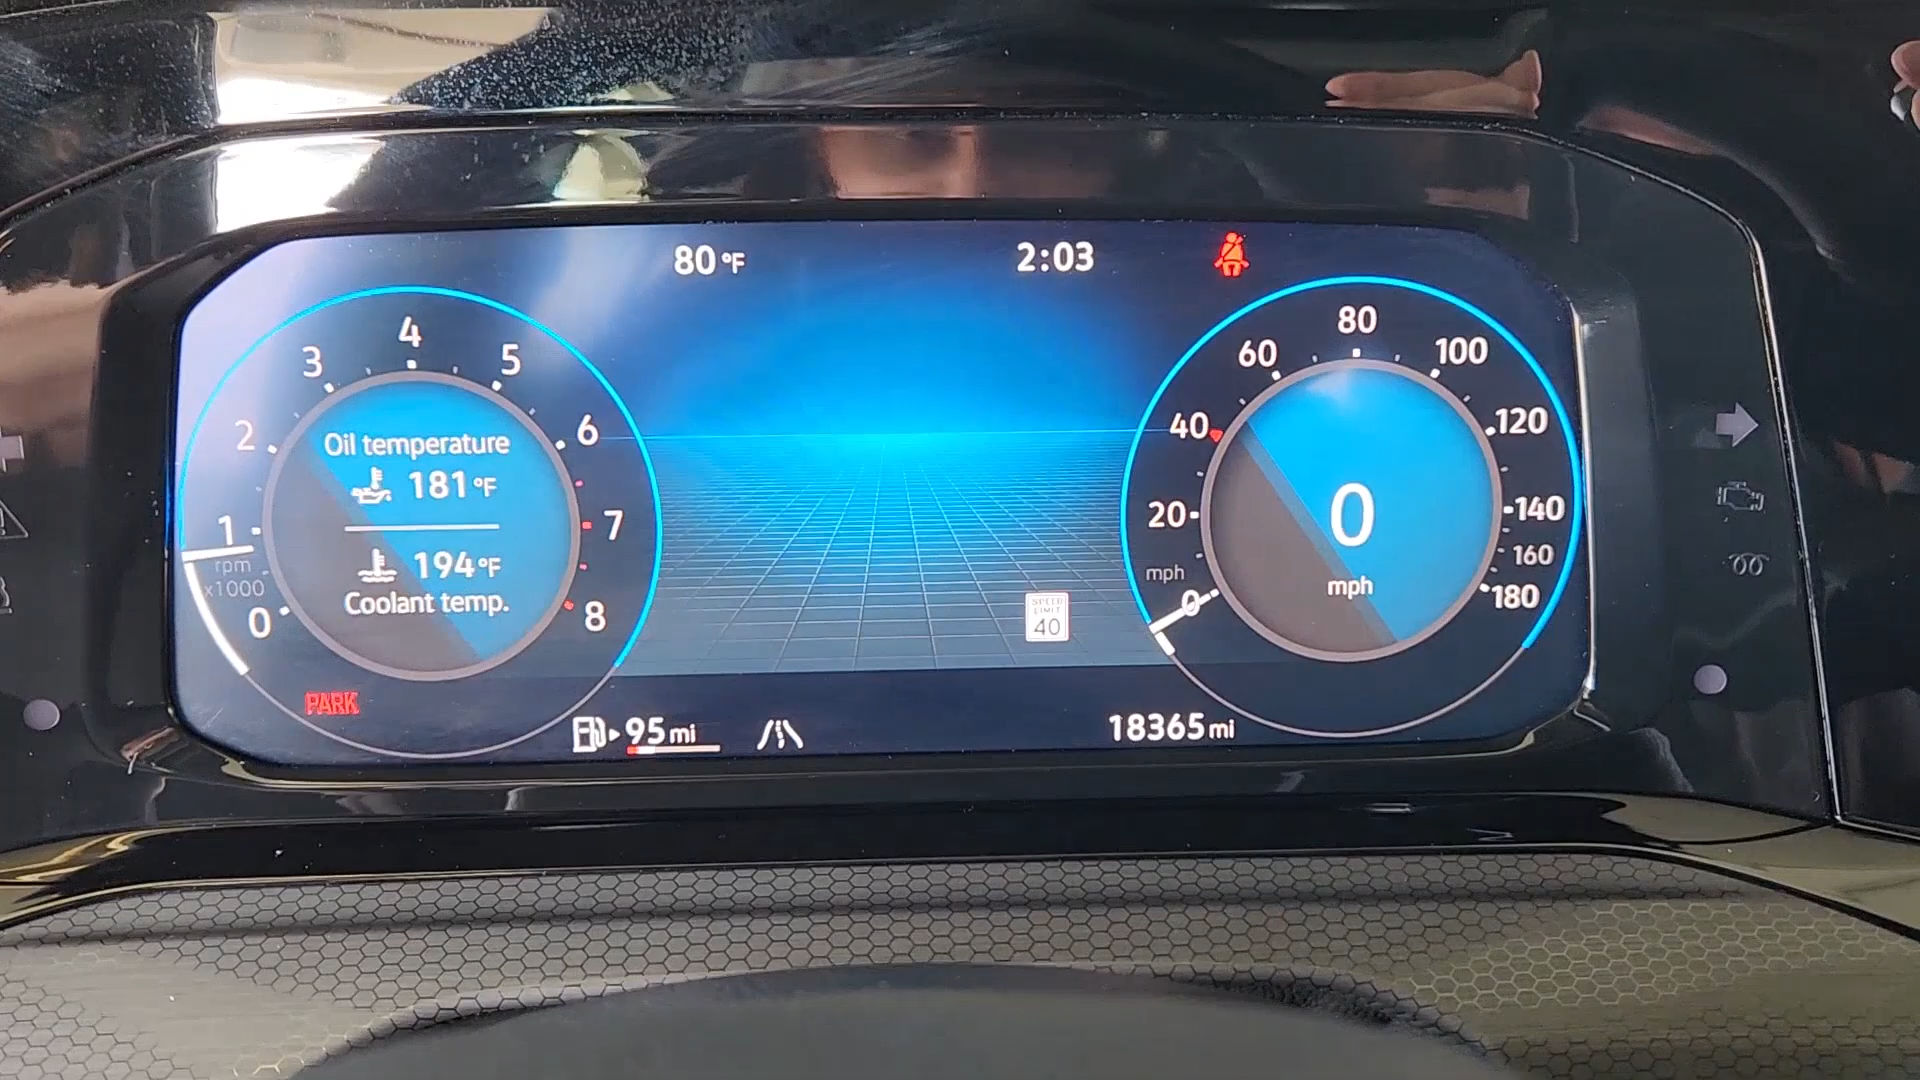 80 °F
2:03
0
1
2
3
4
5
6
7
8
rpm
x1000
Oil temperature
181 °F
194 °F
Coolant temp.
PARK
95 mi
SPEED
LIMIT
40
18365 mi
0
20
40
60
80
100
120
140
160
180
mph
0
mph